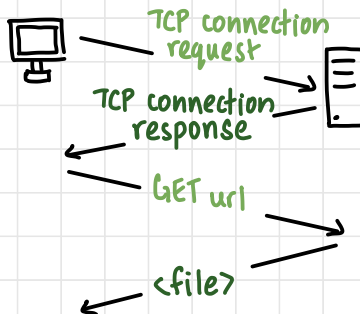 TCP connection
request
TCP connection
response
GET url
<file>